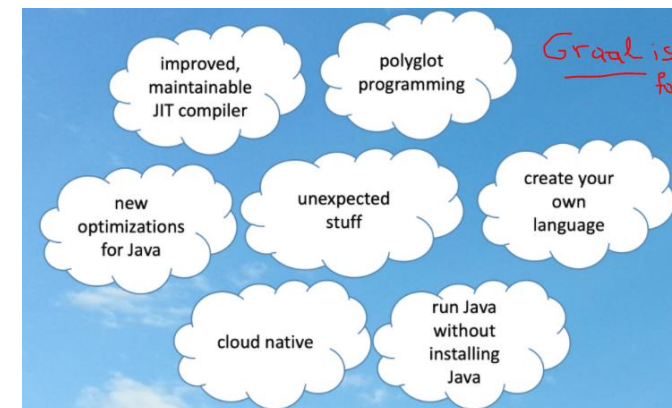 improved,
maintainable
JIT compiler
polyglot
programming
Graal is
fo
new
optimizations
for Java
unexpected
stuff
create your
own
language
cloud native
run Java
without
installing
Java